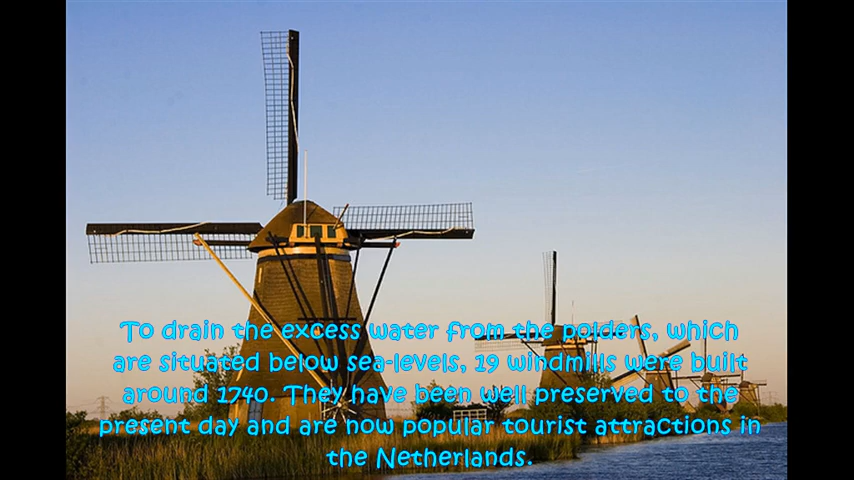 To drain the excess water from the polders, which
are situated below sea-levels, 19 windmills were built
around 1740. They have been well preserved to the
present day and are now popular tourist attractions in
the Netherlands.